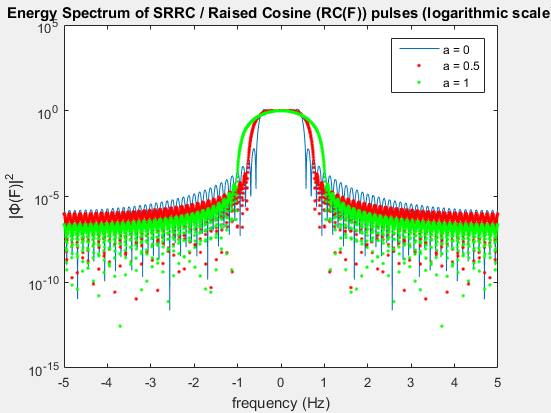 Energy Spectrum of SRRC / Raised Cosine (RC(F)) pulses (logarithmic scale
10^5
a = 0
a = 0.5
a = 1
10^0
10^-5
10^-10
10^-15
|Φ(F)|^2
-5 -4 -3 -2 -1 0 1 2 3 4 5
frequency (Hz)